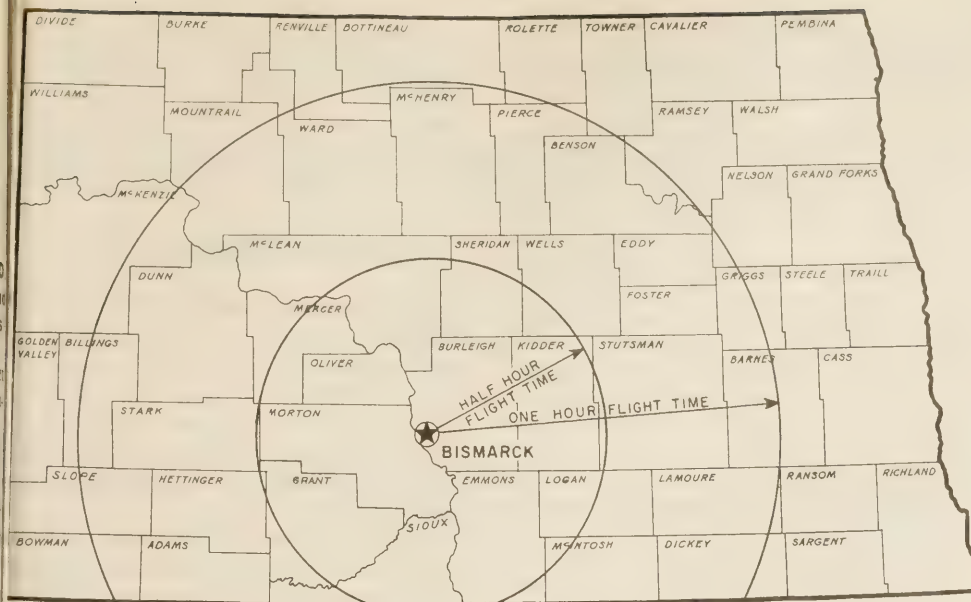 DIVIDE
BURKE
RENVILLE
BOTTINEAU
ROLETTE
TOWNER
CAVALIER
PEMBINA
WILLIAMS
MOUNTRAIL
WARD
McHENRY
PIERCE
BENSON
RAMSEY
WALSH
NELSON
GRAND FORKS
McKENZIE
McLEAN
SHERIDAN
WELLS
EDDY
DUNN
MERCER
FOSTER
GRIGGS
STEELE
TRAILL
GOLDEN
VALLEY
BILLINGS
OLIVER
BURLEIGH
KIDDER
STUTSMAN
BARNES
CASS
HALF HOUR
FLIGHT TIME
ONE HOUR FLIGHT TIME
STARK
MORTON
BISMARCK
SLOPE
HETTINGER
GRANT
EMMONS
LOGAN
LAMOURE
RANSOM
RICHLAND
SIOUX
BOWMAN
ADAMS
McINTOSH
DICKEY
SARGENT